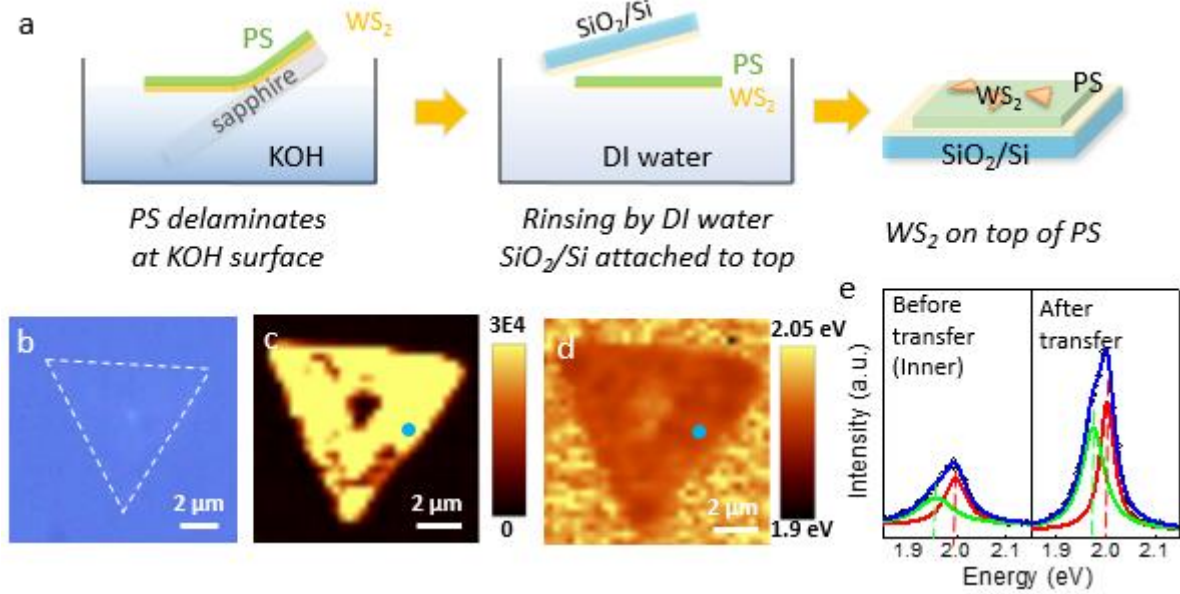 a
PS
WS₂
sapphire
KOH
PS delaminates
at KOH surface
SiO₂/Si
PS
WS₂
DI water
Rinsing by DI water
SiO₂/Si attached to top
WS₂
PS
SiO₂/Si
WS₂ on top of PS
b
2 μm
c
2 μm
3E4
0
d
2 μm
2.05 eV
1.9 eV
e
Before
transfer
(Inner)
After
transfer
Intensity (a.u.)
1.9 2.0 2.1 1.9 2.0 2.1
Energy (eV)